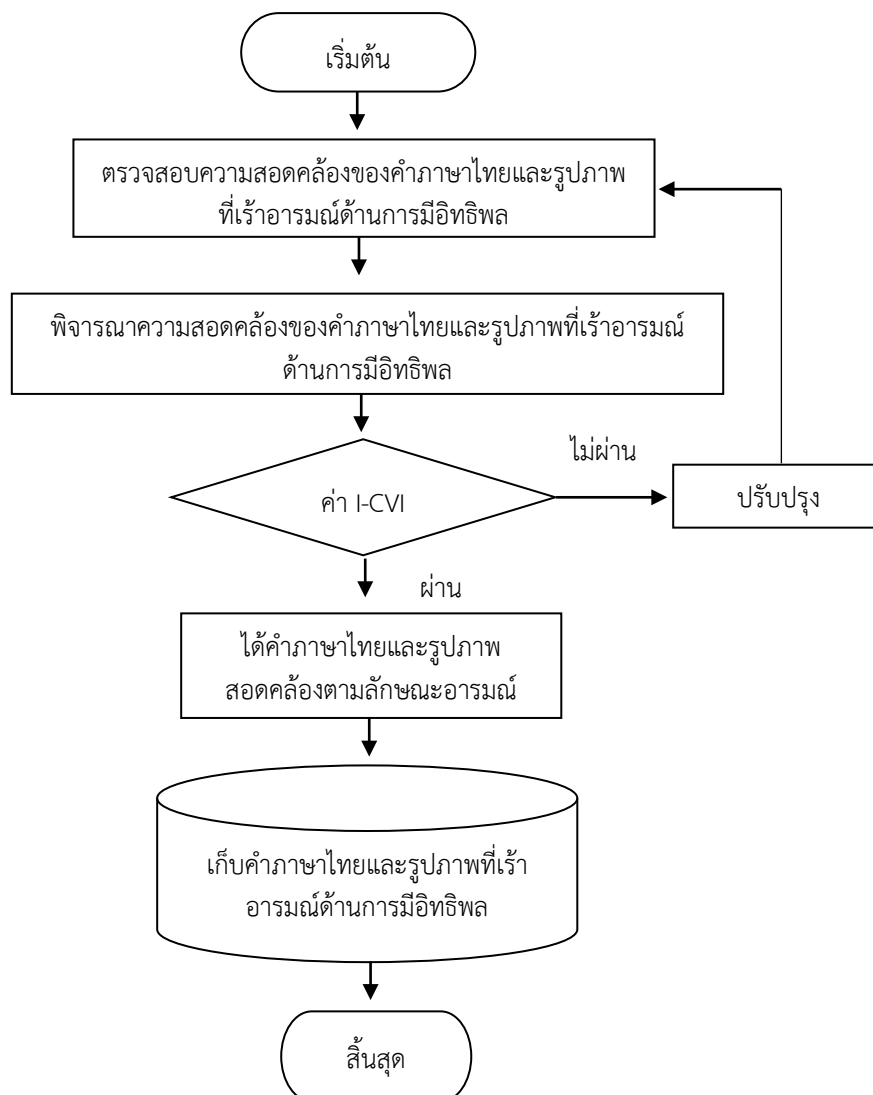 เริ่มต้น
ตรวจสอบความสอดคล้องของคำภาษาไทยและรูปภาพ
ที่เร้าอารมณ์ด้านการมีอิทธิพล
พิจารณาความสอดคล้องของคำภาษาไทยและรูปภาพที่เร้าอารมณ์
ด้านการมีอิทธิพล
ไม่ผ่าน
ค่า I-CVI
ปรับปรุง
ผ่าน
ได้คำภาษาไทยและรูปภาพ
สอดคล้องตามลักษณะอารมณ์
เก็บคำภาษาไทยและรูปภาพที่เร้า
อารมณ์ด้านการมีอิทธิพล
สิ้นสุด